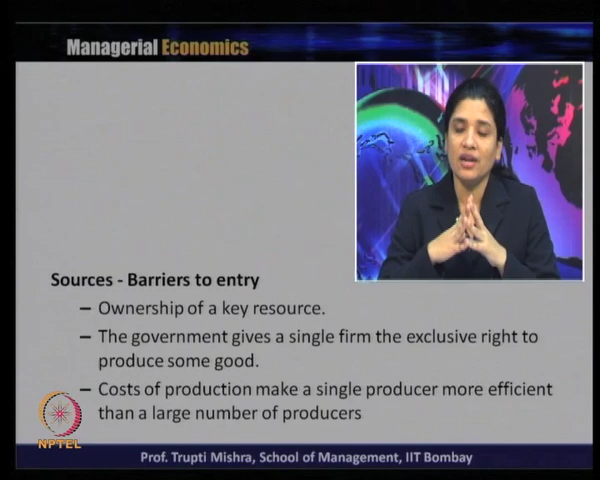 Managerial Economics
Sources - Barriers to entry
– Ownership of a key resource.
– The government gives a single firm the exclusive right to
produce some good.
– Costs of production make a single producer more efficient
than a large number of producers
NPTEL
Prof. Trupti Mishra, School of Management, IIT Bombay